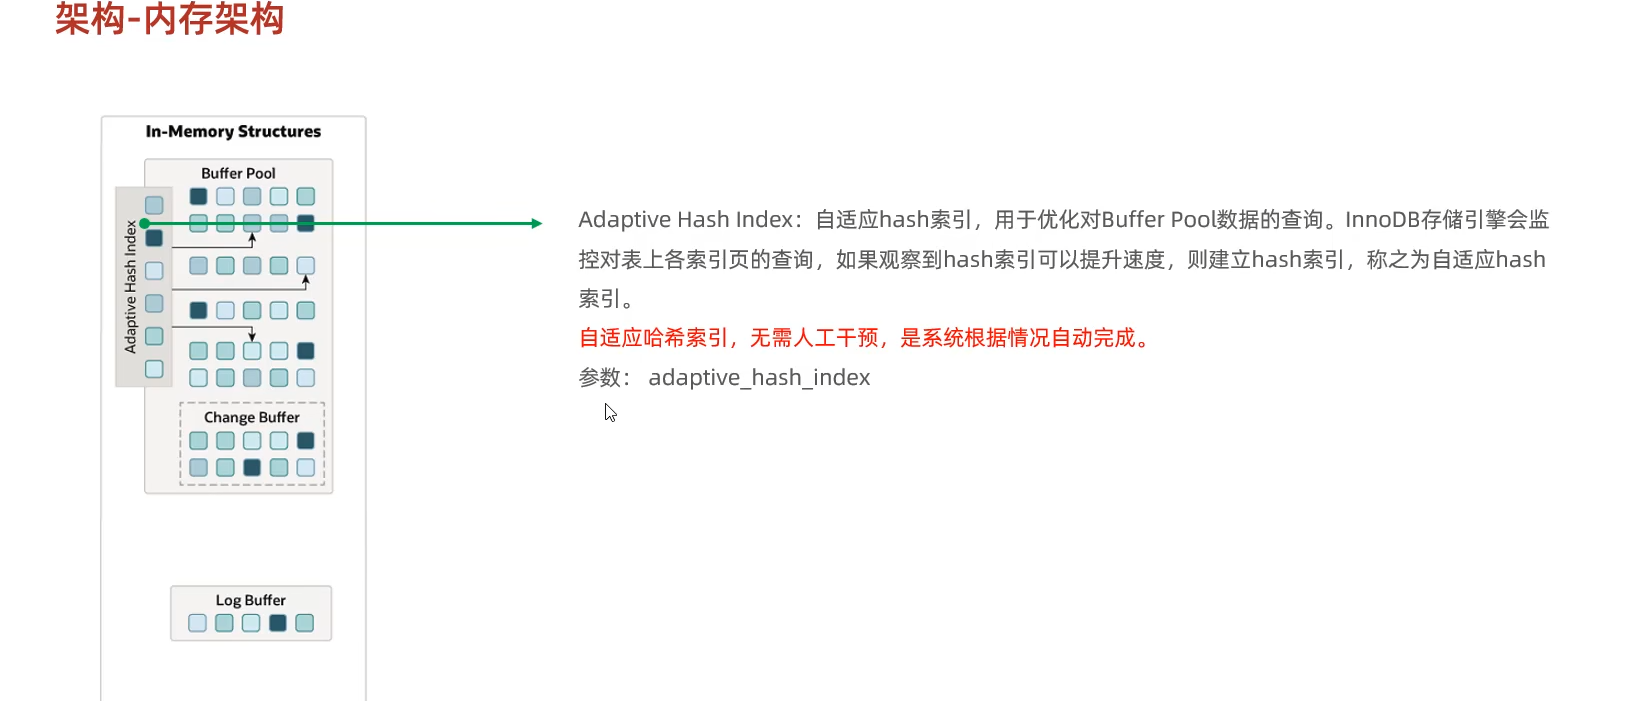 架构-内存架构
In-Memory Structures
Buffer Pool
Adaptive Hash Index
Change Buffer
Log Buffer
Adaptive Hash Index：自适应hash索引，用于优化对Buffer Pool数据的查询。InnoDB存储引擎会监
控对表上各索引页的查询，如果观察到hash索引可以提升速度，则建立hash索引，称之为自适应hash
索引。
自适应哈希索引，无需人工干预，是系统根据情况自动完成。
参数： adaptive_hash_index